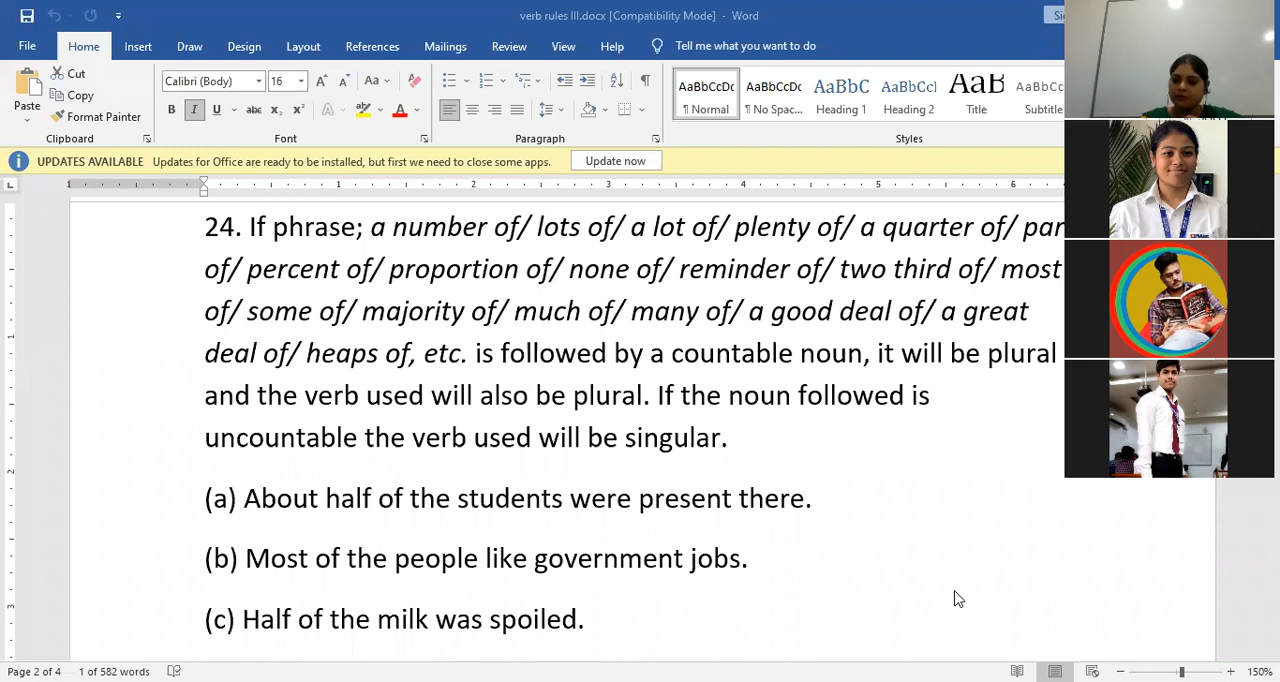 verb rules III.docx [Compatibility Mode] - Word
File Home Insert Draw Design Layout References Mailings Review View Help Tell me what you want to do
Paste
Cut
Copy
Format Painter
Calibri (Body) 16
AaBbCcDc AaBbCcDc AaBbC AaBbCcl AaB AaBbCcC
¶ Normal ¶ No Spac... Heading 1 Heading 2 Title Subtitle
Clipboard Font Paragraph Styles
UPDATES AVAILABLE Updates for Office are ready to be installed, but first we need to close some apps. Update now
1 1 2 3 4 5 6
24. If phrase; a number of/ lots of/ a lot of/ plenty of/ a quarter of/ par
of/ percent of/ proportion of/ none of/ reminder of/ two third of/ most
of/ some of/ majority of/ much of/ many of/ a good deal of/ a great
deal of/ heaps of, etc. is followed by a countable noun, it will be plural
and the verb used will also be plural. If the noun followed is
uncountable the verb used will be singular.
(a) About half of the students were present there.
(b) Most of the people like government jobs.
(c) Half of the milk was spoiled.
Page 2 of 4 1 of 582 words 150%